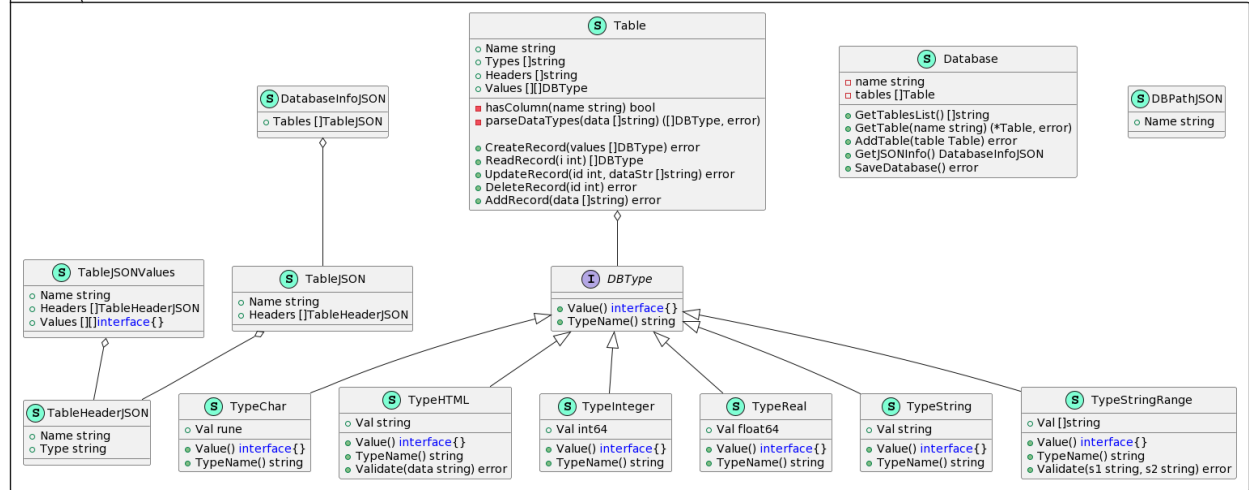 S Table
Name string
Types []string
Headers []string
Values [][]DBType
hasColumn(name string) bool
parseDataTypes(data []string) ([]DBType, error)
CreateRecord(values []DBType) error
ReadRecord(i int) []DBType
UpdateRecord(id int, dataStr []string) error
DeleteRecord(id int) error
AddRecord(data []string) error
S Database
name string
tables []Table
GetTablesList() []string
GetTable(name string) (*Table, error)
AddTable(table Table) error
GetJSONInfo() DatabaseInfoJSON
SaveDatabase() error
S DatabaseInfoJSON
Tables []TableJSON
S DBPathJSON
Name string
S TableJSONValues
Name string
Headers []TableHeaderJSON
Values [][]interface{}
S TableJSON
Name string
Headers []TableHeaderJSON
I DBType
Value() interface{}
TypeName() string
S TableHeaderJSON
Name string
Type string
S TypeChar
Val rune
Value() interface{}
TypeName() string
S TypeHTML
Val string
Value() interface{}
TypeName() string
Validate(data string) error
S TypeInteger
Val int64
Value() interface{}
TypeName() string
S TypeReal
Val float64
Value() interface{}
TypeName() string
S TypeString
Val string
Value() interface{}
TypeName() string
S TypeStringRange
Val []string
Value() interface{}
TypeName() string
Validate(s1 string, s2 string) error